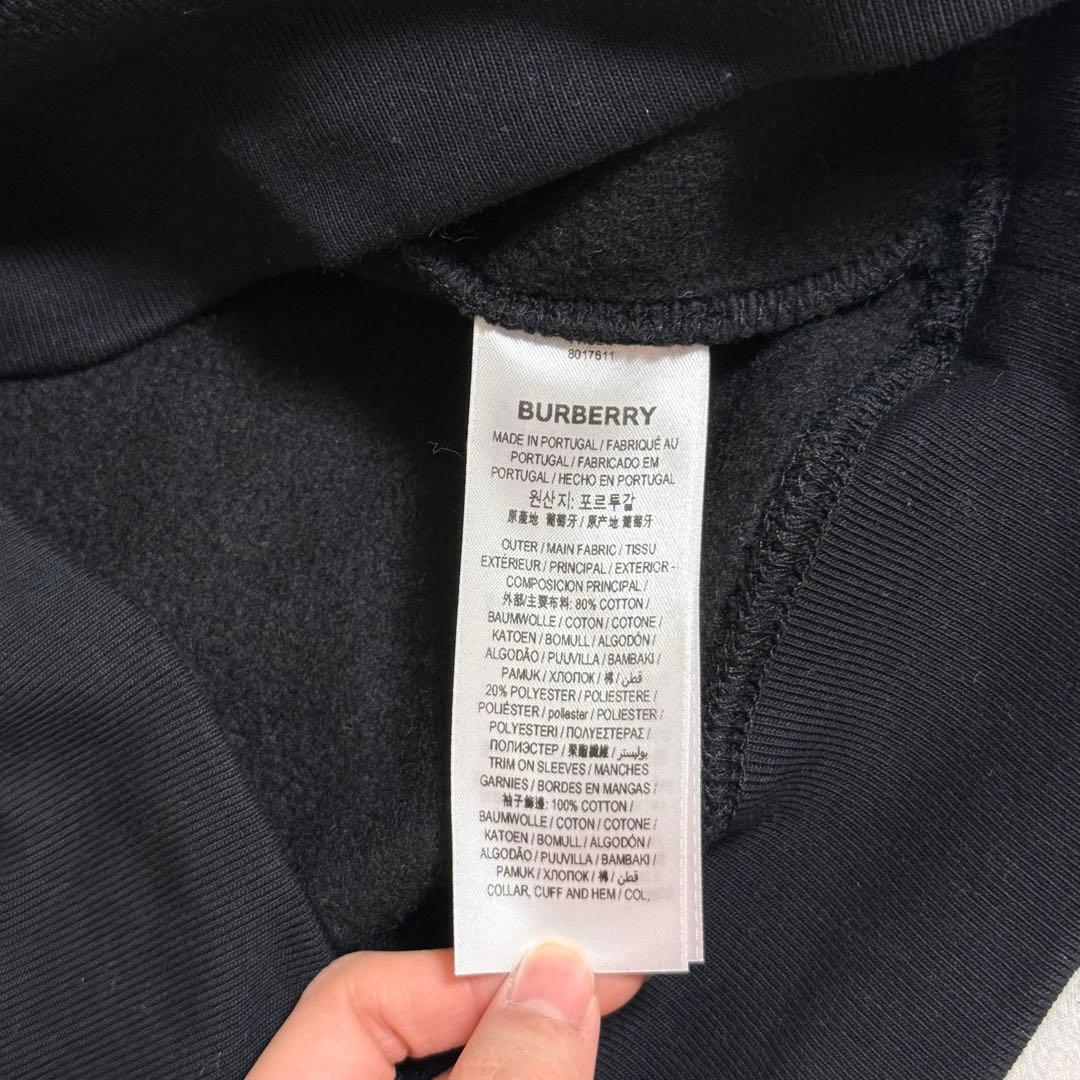 8017611
BURBERRY
MADE IN PORTUGAL / FABRIQUÉ AU
PORTUGAL / FABRICADO EM
PORTUGAL / HECHO EN PORTUGAL
원산지: 포르투갈
原產地 葡萄牙 / 原产地 葡萄牙
OUTER / MAIN FABRIC / TISSU
EXTÉRIEUR / PRINCIPAL / EXTERIOR -
COMPOSICION PRINCIPAL /
外部/主要布料: 80% COTTON /
BAUMWOLLE / COTON / COTONE /
KATOEN / BOMULL / ALGODÓN /
ALGODÃO / PUUVILLA / BAMBAKI /
PAMUK / ХЛОПОК / 棉 / قطن /
20% POLYESTER / POLIESTERE /
POLIÉSTER / poliester / POLIESTER /
POLYESTERI / ΠΟΛΥΕΣΤΕΡΑΣ /
ПОЛИЭСТЕР / 聚酯纖維 / بوليستر /
TRIM ON SLEEVES / MANCHES
GARNIES / BORDES EN MANGAS /
袖子飾邊: 100% COTTON /
BAUMWOLLE / COTON / COTONE /
KATOEN / BOMULL / ALGODÓN /
ALGODÃO / PUUVILLA / BAMBAKI /
PAMUK / ХЛОПОК / 棉 / قطن /
COLLAR, CUFF AND HEM / COL,